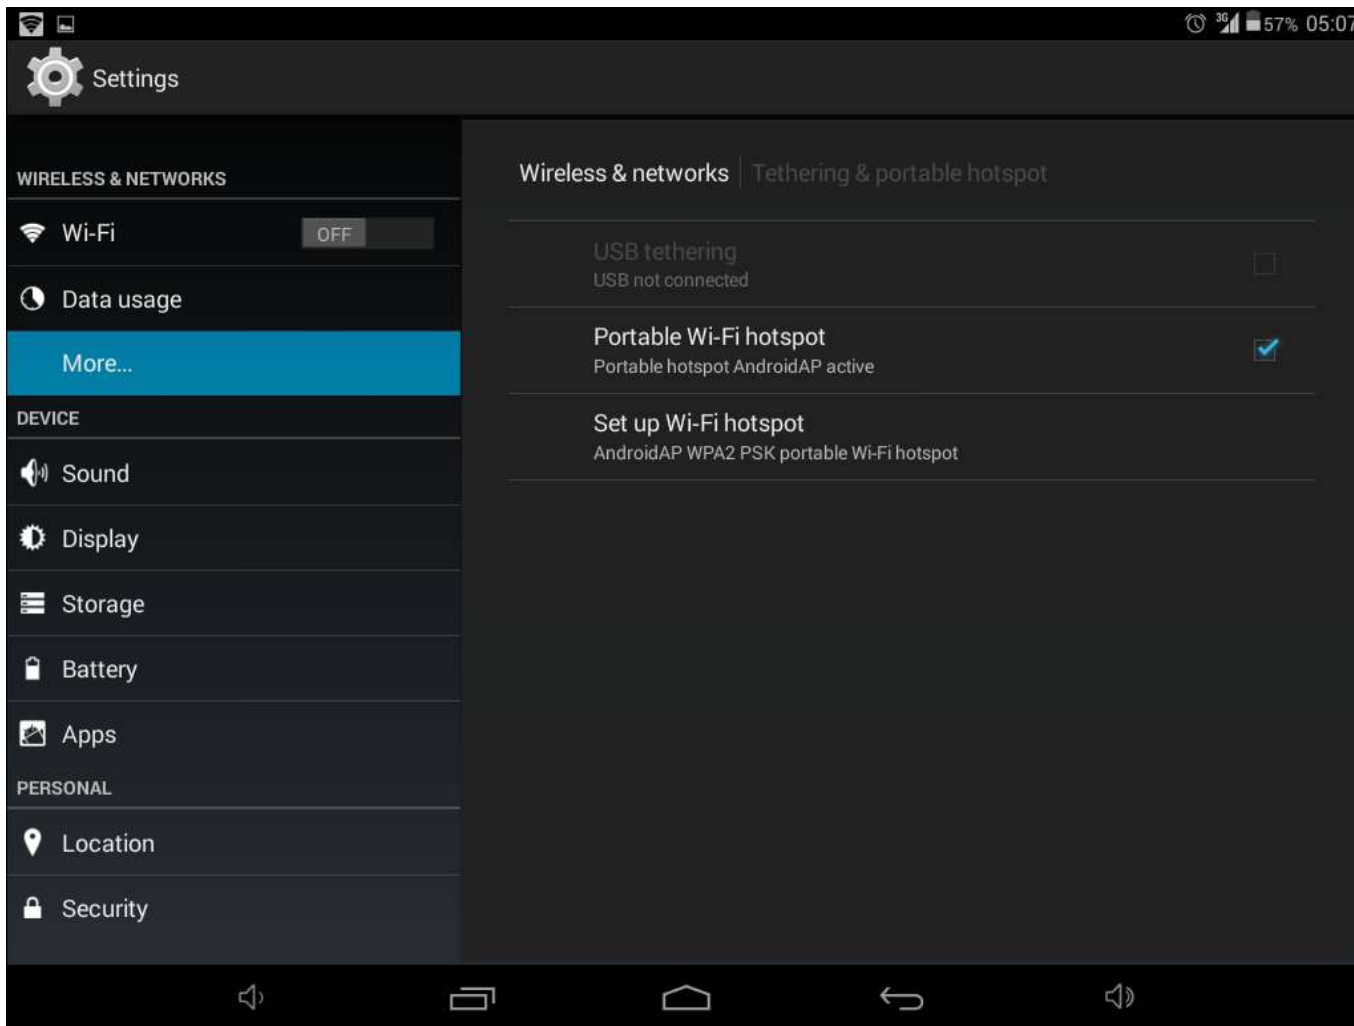 3G 57% 05:07
Settings
WIRELESS & NETWORKS
Wi-Fi OFF
Data usage
More...
DEVICE
Sound
Display
Storage
Battery
Apps
PERSONAL
Location
Security
Wireless & networks Tethering & portable hotspot
USB tethering
USB not connected
Portable Wi-Fi hotspot
Portable hotspot AndroidAP active
Set up Wi-Fi hotspot
AndroidAP WPA2 PSK portable Wi-Fi hotspot